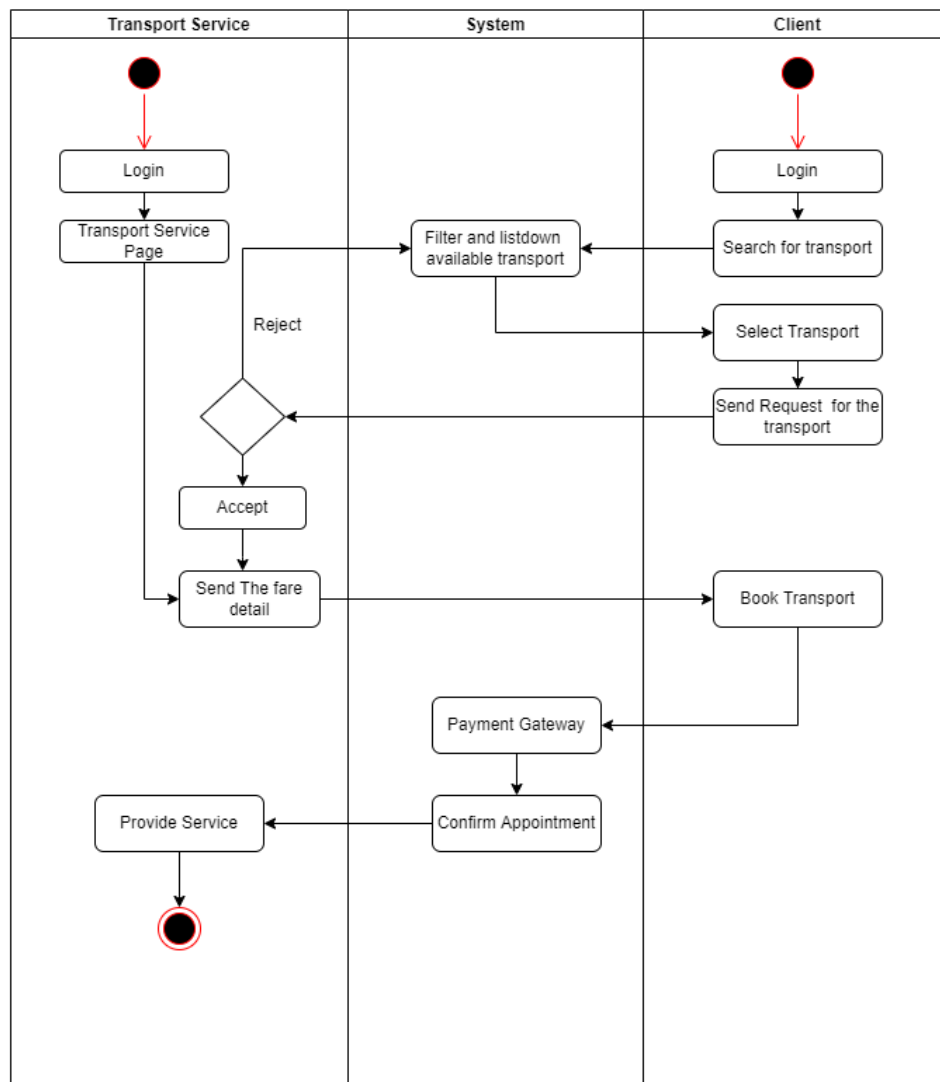 Transport Service
System
Client
Login
Login
Transport Service
Page
Filter and listdown
available transport
Search for transport
Reject
Select Transport
Send Request for the
transport
Accept
Send The fare
detail
Book Transport
Payment Gateway
Provide Service
Confirm Appointment